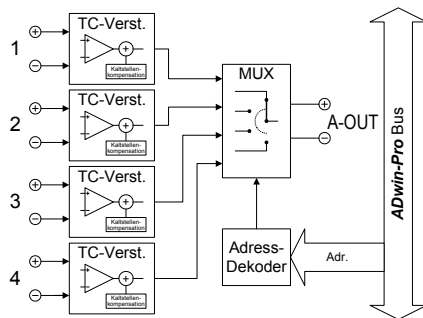 TC-Verst.
1
Kaltstellen-
kompensation
TC-Verst.
2
Kaltstellen-
kompensation
TC-Verst.
3
Kaltstellen-
kompensation
TC-Verst.
4
Kaltstellen-
kompensation
MUX
A-OUT
Adress-
Dekoder
Adr.
ADwin-Pro Bus